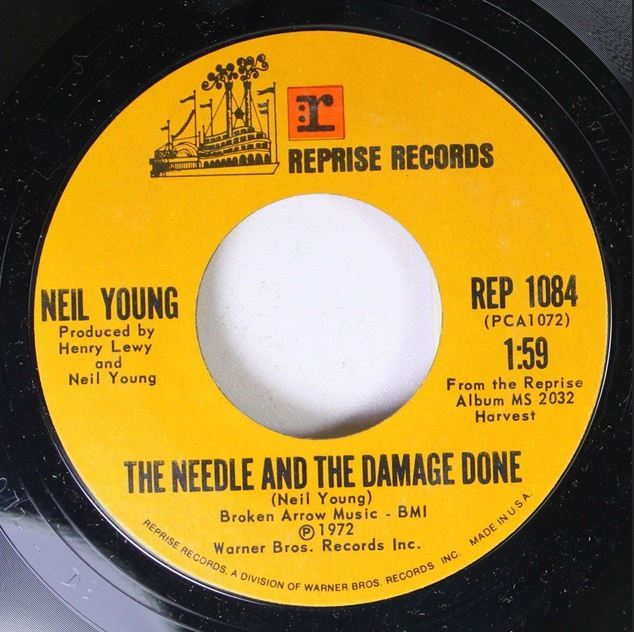 r
REPRISE RECORDS
NEIL YOUNG
Produced by
Henry Lewy
and
Neil Young
REP 1084
(PCA1072)
1:59
From the Reprise
Album MS 2032
Harvest
THE NEEDLE AND THE DAMAGE DONE
(Neil Young)
Broken Arrow Music - BMI
℗ 1972
Warner Bros. Records Inc.
REPRISE RECORDS, A DIVISION OF WARNER BROS. RECORDS INC. MADE IN U.S.A.